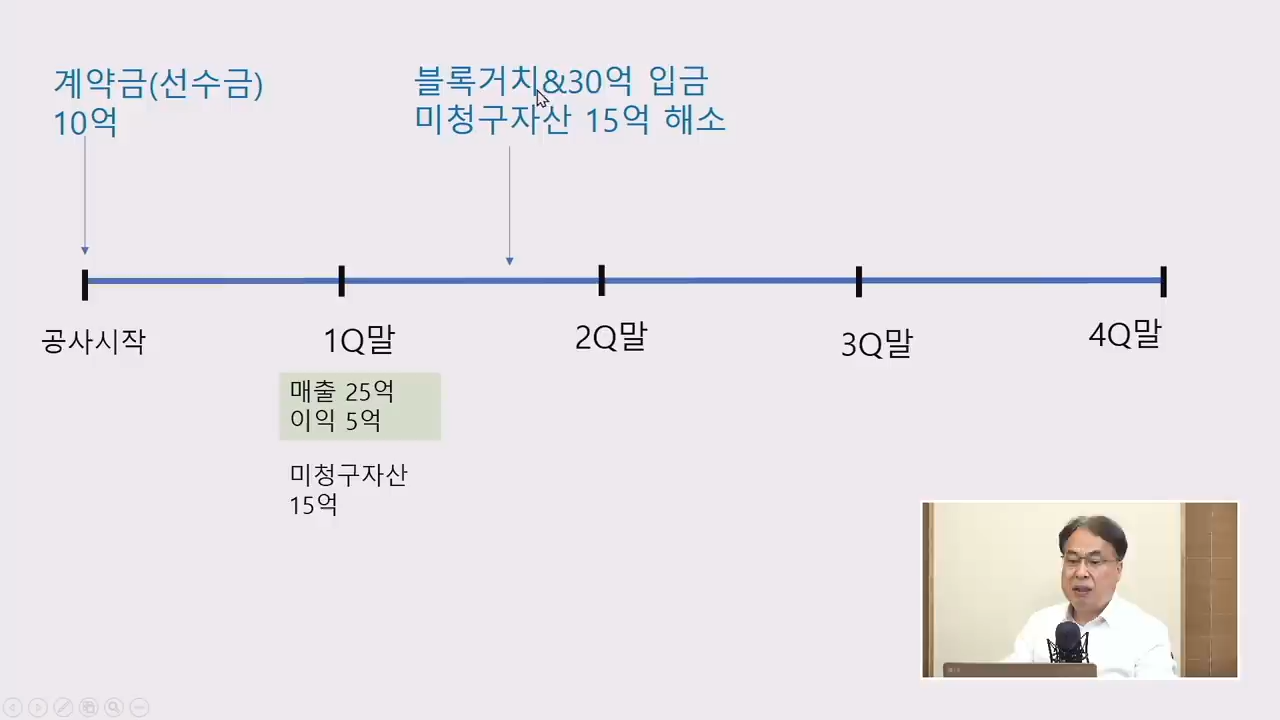 계약금(선수금)
10억
블록거치&30억 입금
미청구자산 15억 해소
공사시작
1Q말
2Q말
3Q말
4Q말
매출 25억
이익 5억
미청구자산
15억